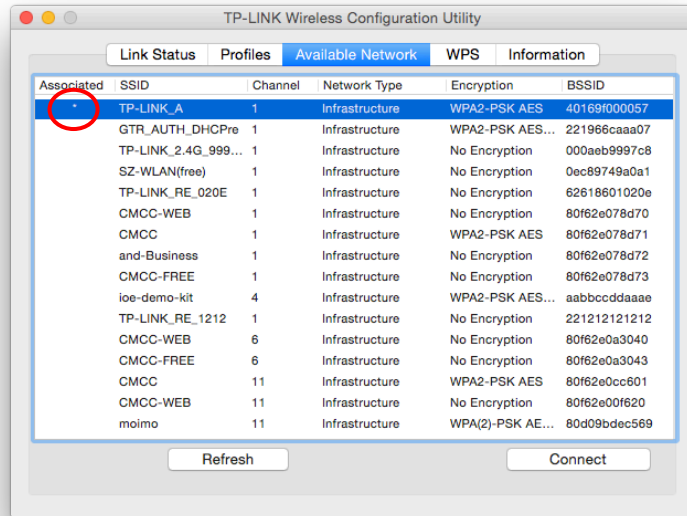 TP-LINK Wireless Configuration Utility
Link Status Profiles Available Network WPS Information
Associated SSID Channel Network Type Encryption BSSID
* TP-LINK_A 1 Infrastructure WPA2-PSK AES 40169f000057
GTR_AUTH_DHCPre 1 Infrastructure WPA2-PSK AES... 221966caaa07
TP-LINK_2.4G_999... 1 Infrastructure No Encryption 000aeb9997c8
SZ-WLAN(free) 1 Infrastructure No Encryption 0ec89749a0a1
TP-LINK_RE_020E 1 Infrastructure No Encryption 62618601020e
CMCC-WEB 1 Infrastructure No Encryption 80f62e078d70
CMCC 1 Infrastructure WPA2-PSK AES 80f62e078d71
and-Business 1 Infrastructure No Encryption 80f62e078d72
CMCC-FREE 1 Infrastructure No Encryption 80f62e078d73
ioe-demo-kit 4 Infrastructure WPA2-PSK AES... aabbccddaaae
TP-LINK_RE_1212 1 Infrastructure No Encryption 221212121212
CMCC-WEB 6 Infrastructure No Encryption 80f62e0a3040
CMCC-FREE 6 Infrastructure No Encryption 80f62e0a3043
CMCC 11 Infrastructure WPA2-PSK AES 80f62e0cc601
CMCC-WEB 11 Infrastructure No Encryption 80f62e00f620
moimo 11 Infrastructure WPA(2)-PSK AE... 80d09bdec569
Refresh Connect